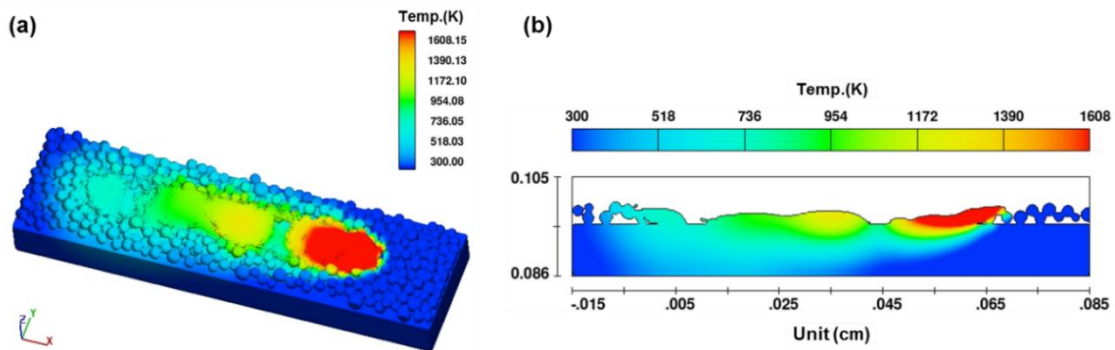 (a)
Temp.(K)
1608.15
1390.13
1172.10
954.08
736.05
518.03
300.00
Z Y
X
(b)
Temp.(K)
300 518 736 954 1172 1390 1608
0.105
0.086
-.015 .005 .025 .045 .065 .085
Unit (cm)